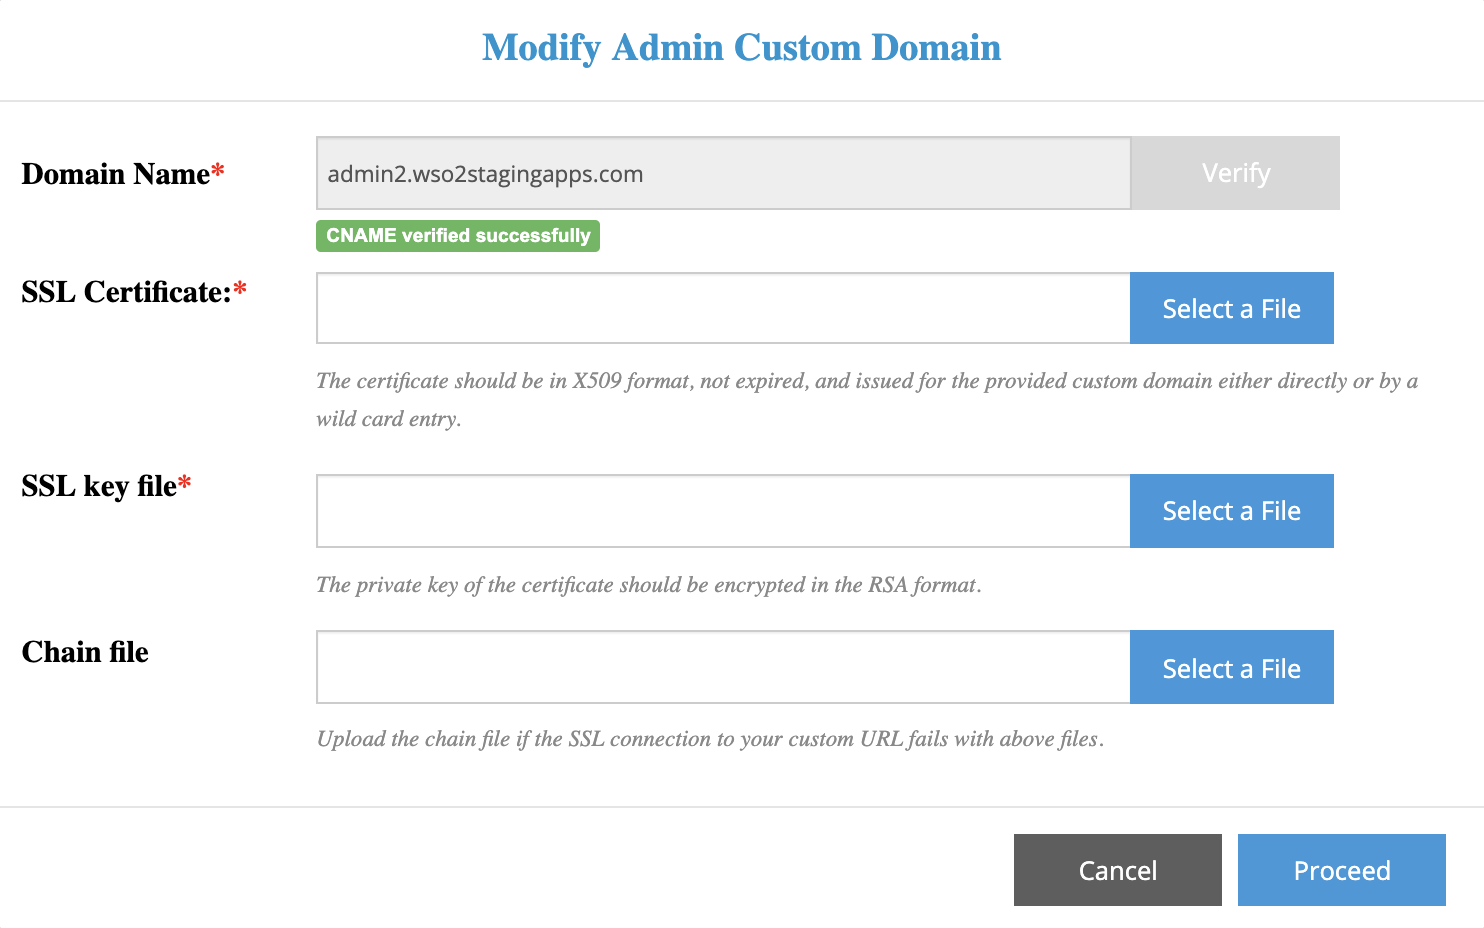 Modify Admin Custom Domain
Domain Name*
admin2.wso2stagingapps.com
Verify
CNAME verified successfully
SSL Certificate:*
Select a File
The certificate should be in X509 format, not expired, and issued for the provided custom domain either directly or by a
wild card entry.
SSL key file*
Select a File
The private key of the certificate should be encrypted in the RSA format.
Chain file
Select a File
Upload the chain file if the SSL connection to your custom URL fails with above files.
Cancel
Proceed